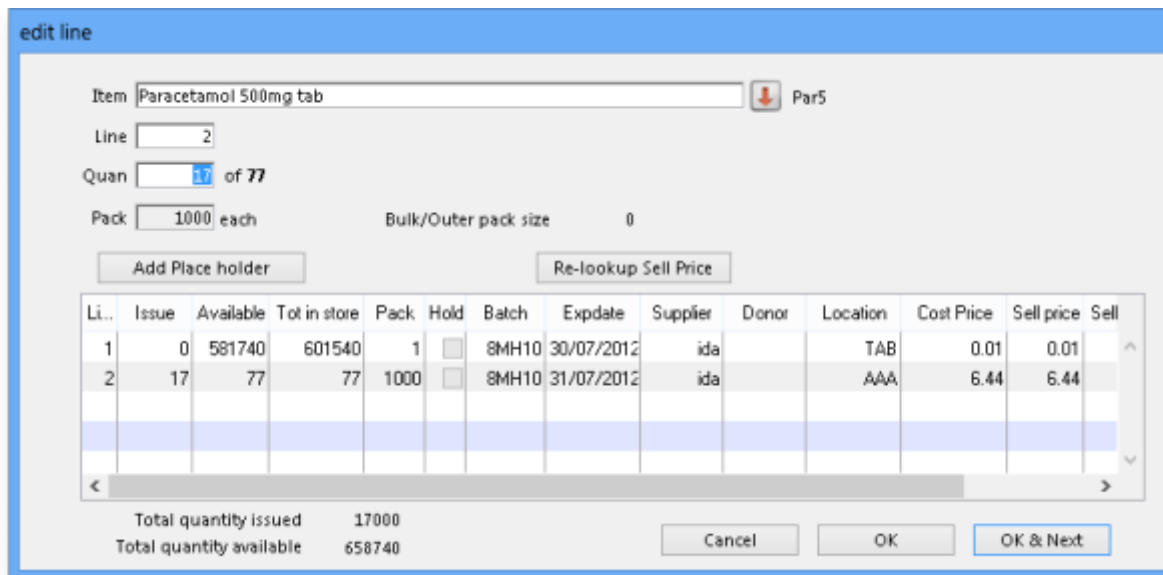 edit line
Item Paracetamol 500mg tab Par5
Line 2
Quan 17 of 77
Pack 1000 each Bulk/Outer pack size 0
Add Place holder Re-lookup Sell Price
Li... Issue Available Tot in store Pack Hold Batch Expdate Supplier Donor Location Cost Price Sell price Sell
1 0 581740 601540 1 8MH10 30/07/2012 ida TAB 0.01 0.01
2 17 77 77 1000 8MH10 31/07/2012 ida AAA 6.44 6.44
Total quantity issued 17000
Total quantity available 658740
Cancel OK OK & Next